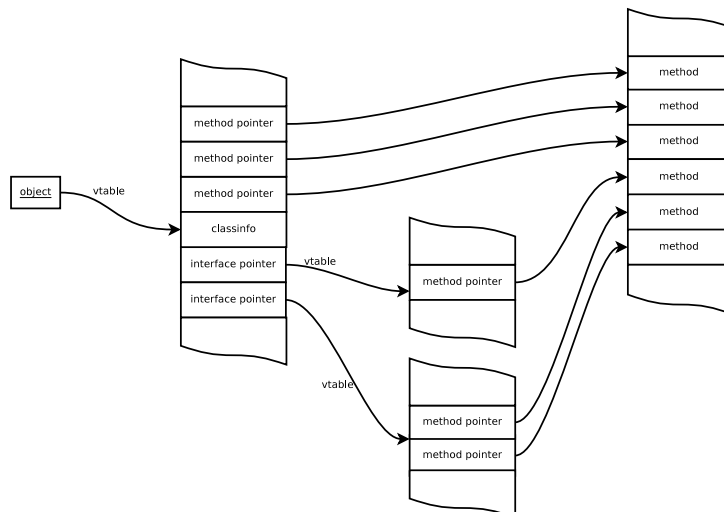 object
vtable
method pointer
method pointer
method pointer
classinfo
interface pointer
interface pointer
vtable
vtable
method pointer
method pointer
method pointer
method
method
method
method
method
method